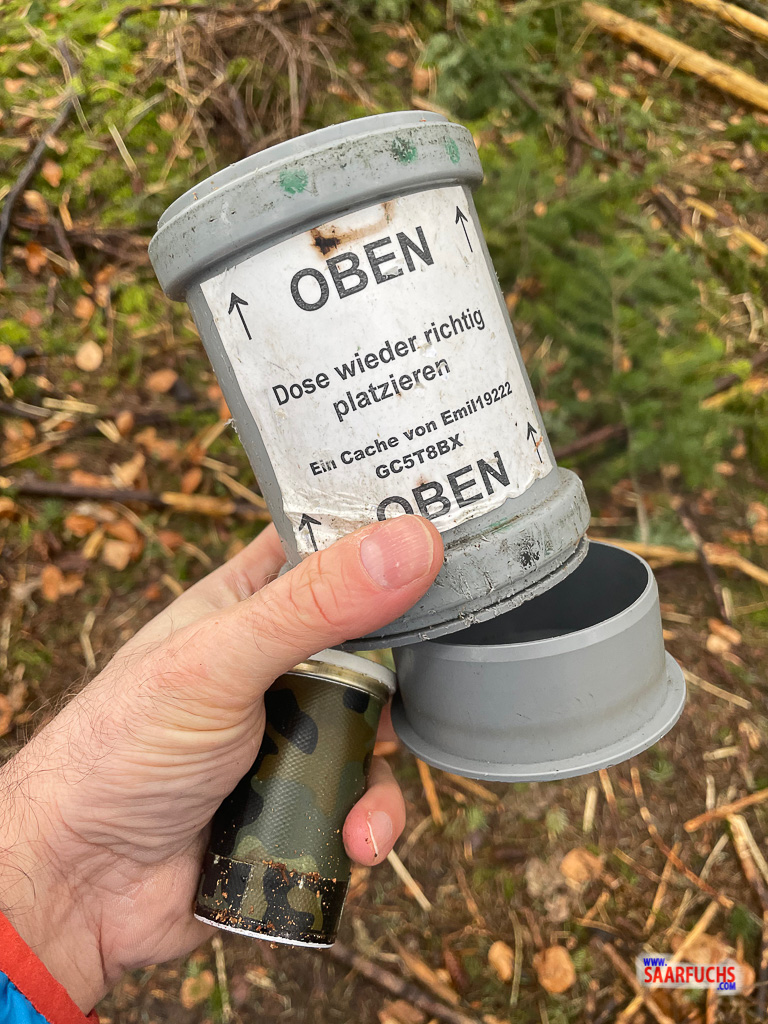 OBEN
Dose wieder richtig
platzieren
Ein Cache von Emil19222
GC5T8BX
OBEN
www.
SAARFUCHS
.COM